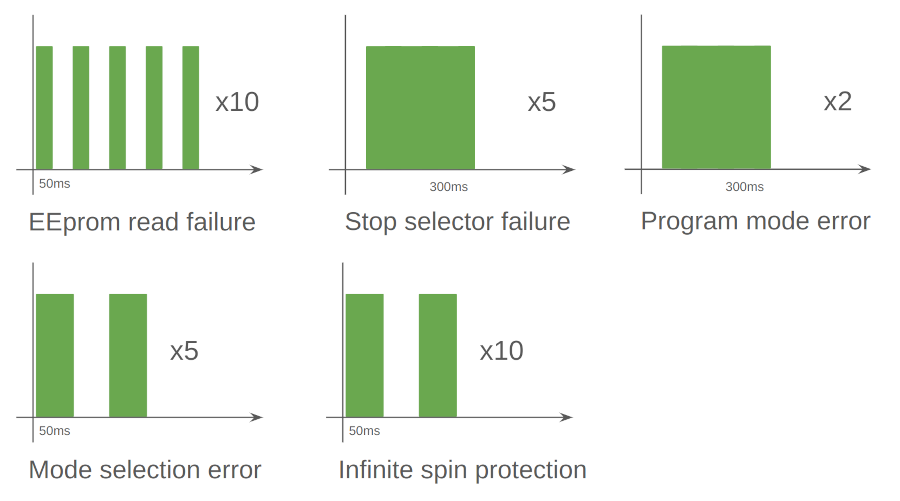 x10
50ms
EEprom read failure
x5
300ms
Stop selector failure
x2
300ms
Program mode error
x5
50ms
Mode selection error
x10
50ms
Infinite spin protection